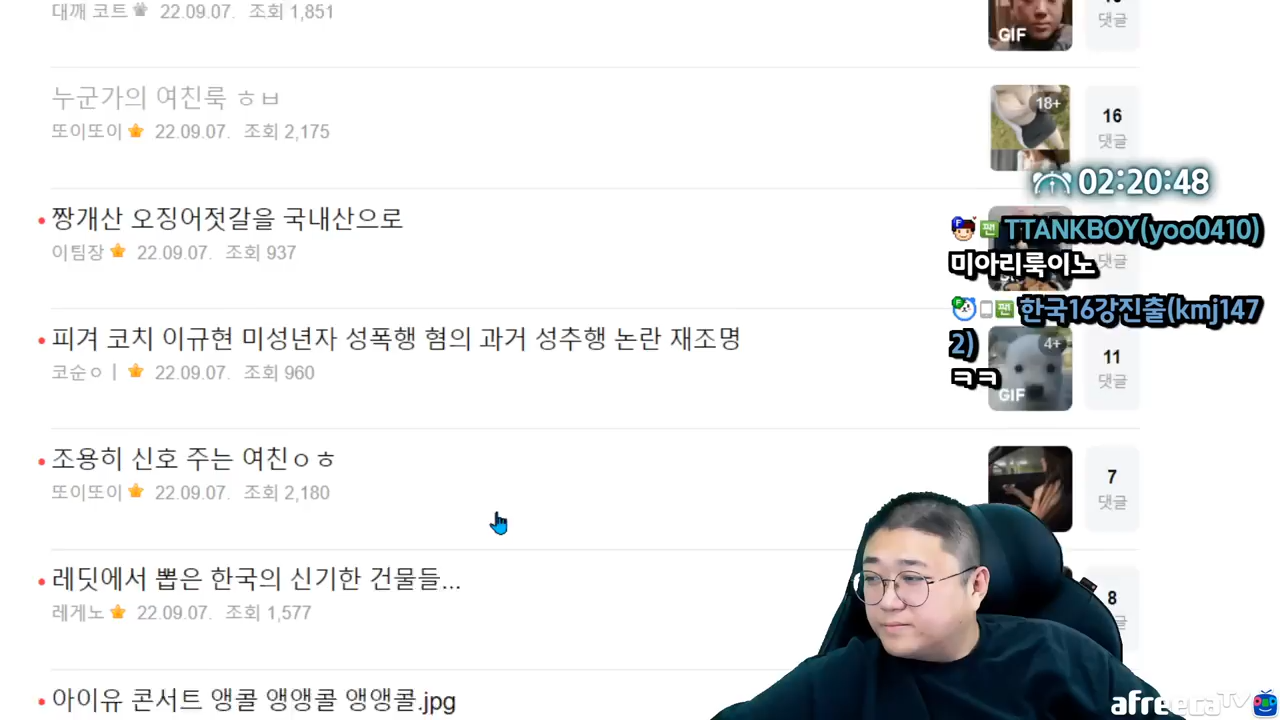 대깨 코트 22.09.07. 조회 1,851
GIF
댓글
누군가의 여친룩 ㅎㅂ
또이또이 22.09.07. 조회 2,175
18+
16
댓글
02:20:48
짱개산 오징어젓갈을 국내산으로
이팀장 22.09.07. 조회 937
댓글
TTANKBOY(yoo0410)
미아리룩이노
한국16강진출(kmj147
2)
ㅋㅋ
피겨 코치 이규현 미성년자 성폭행 혐의 과거 성추행 논란 재조명
코순ㅇㅣ 22.09.07. 조회 960
4+
GIF
11
댓글
조용히 신호 주는 여친ㅇㅎ
또이또이 22.09.07. 조회 2,180
7
댓글
레딧에서 뽑은 한국의 신기한 건물들...
레게노 22.09.07. 조회 1,577
8
아이유 콘서트 앵콜 앵앵콜 앵앵콜.jpg
afreecaTV